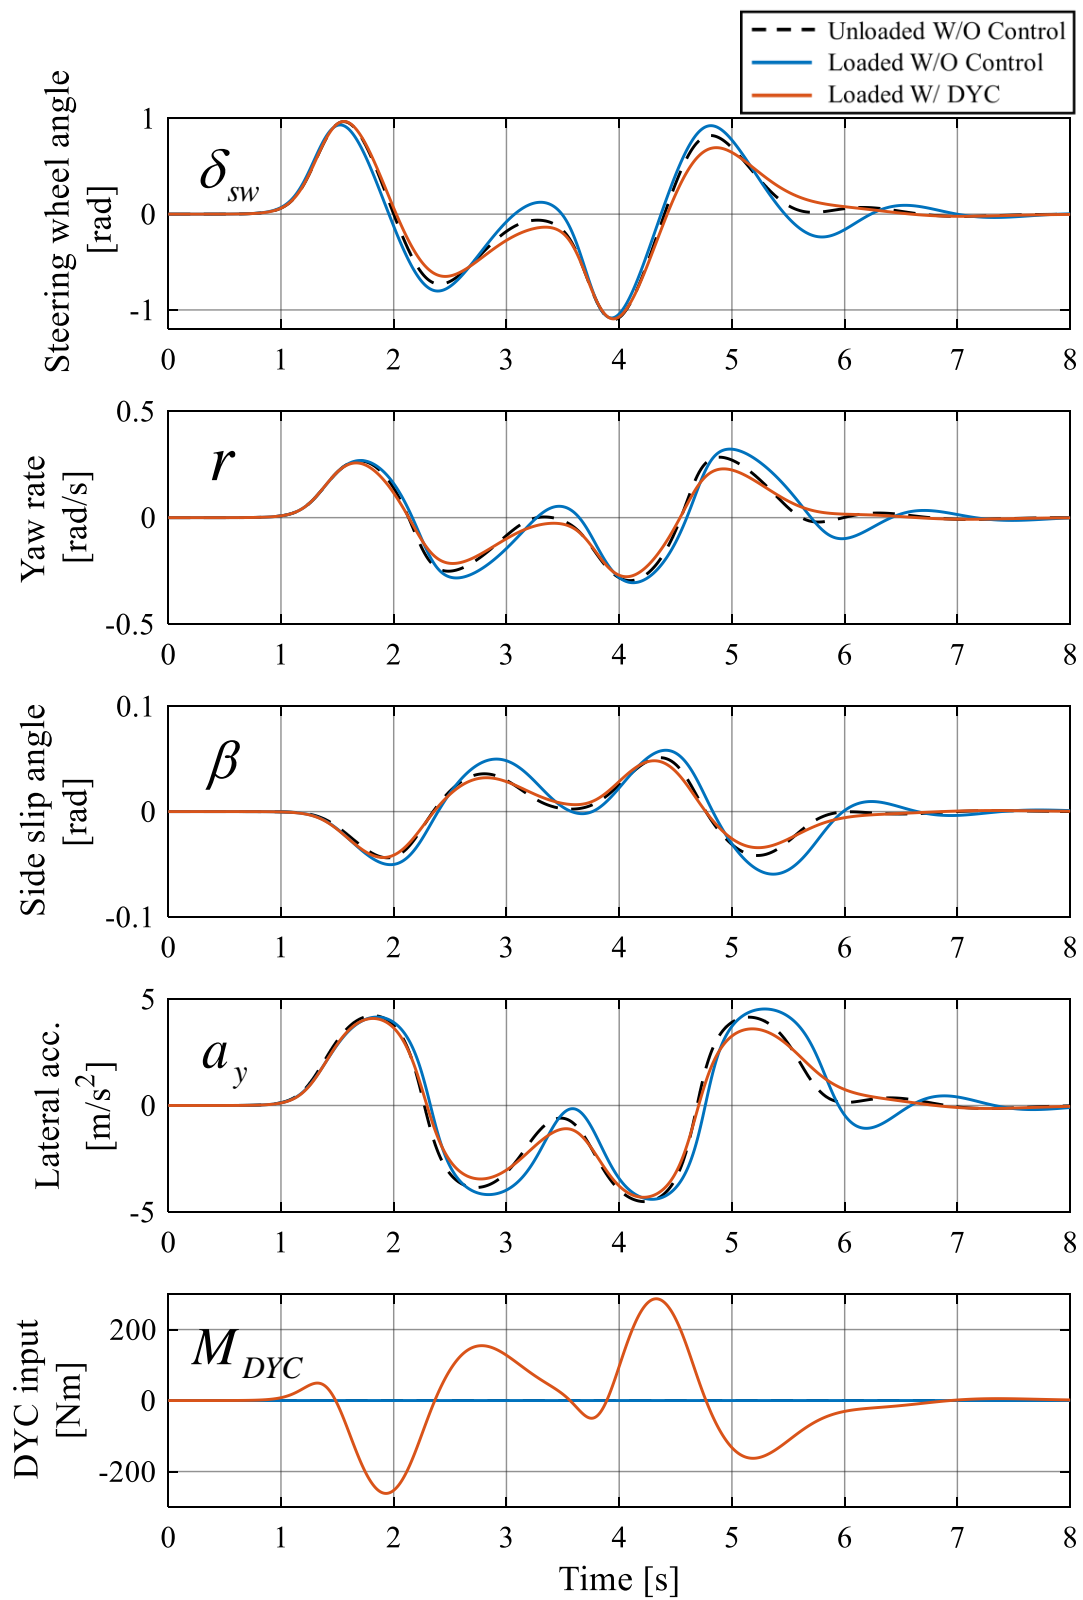 Unloaded W/O Control
Loaded W/O Control
Loaded W/ DYC
Steering wheel angle
[rad]
δsw
1
0
-1
0 1 2 3 4 5 6 7 8
Yaw rate
[rad/s]
r
0.5
0
-0.5
0 1 2 3 4 5 6 7 8
Side slip angle
[rad]
β
0.1
0
-0.1
0 1 2 3 4 5 6 7 8
Lateral acc.
[m/s²]
a y
5
0
-5
0 1 2 3 4 5 6 7 8
DYC input
[Nm]
M DYC
200
0
-200
0 1 2 3 4 5 6 7 8
Time [s]